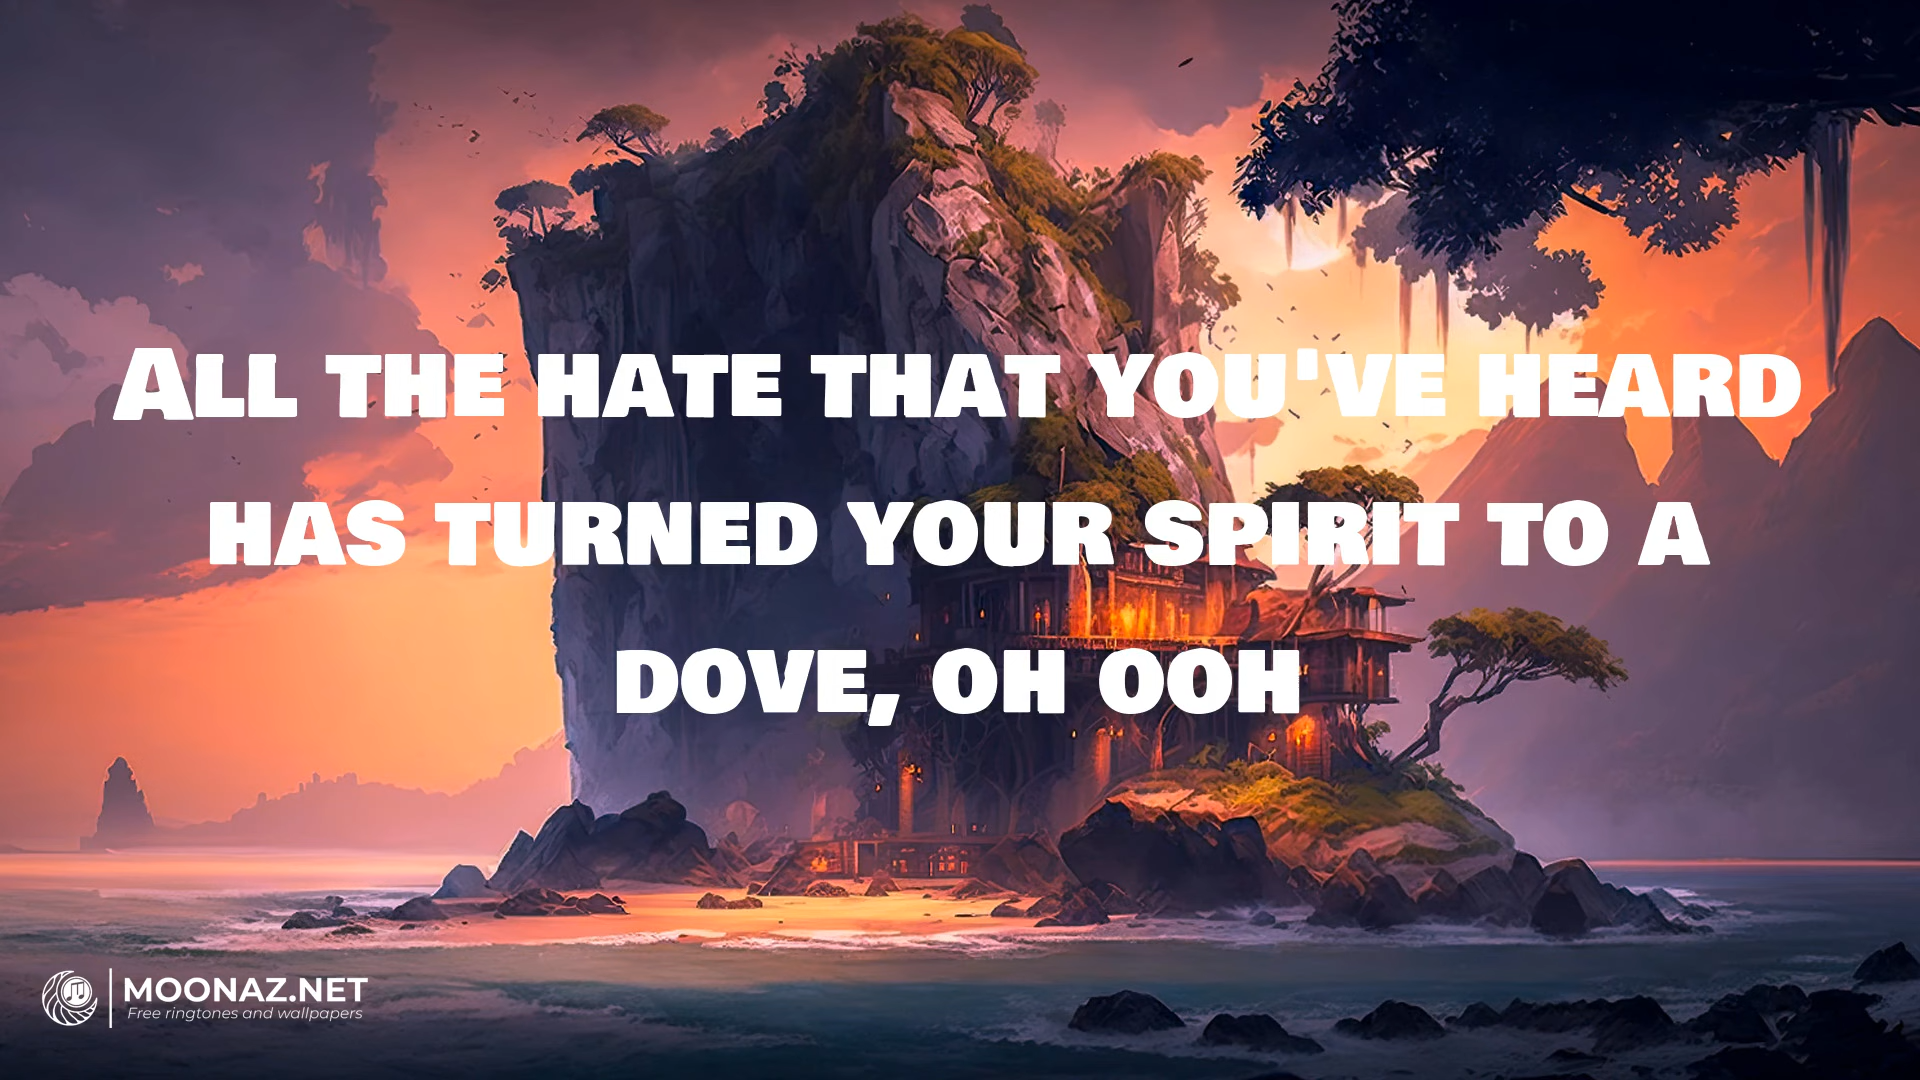 All the hate that you've heard
has turned your spirit to a
dove, oh ooh
MOONAZ.NET
Free ringtones and wallpapers